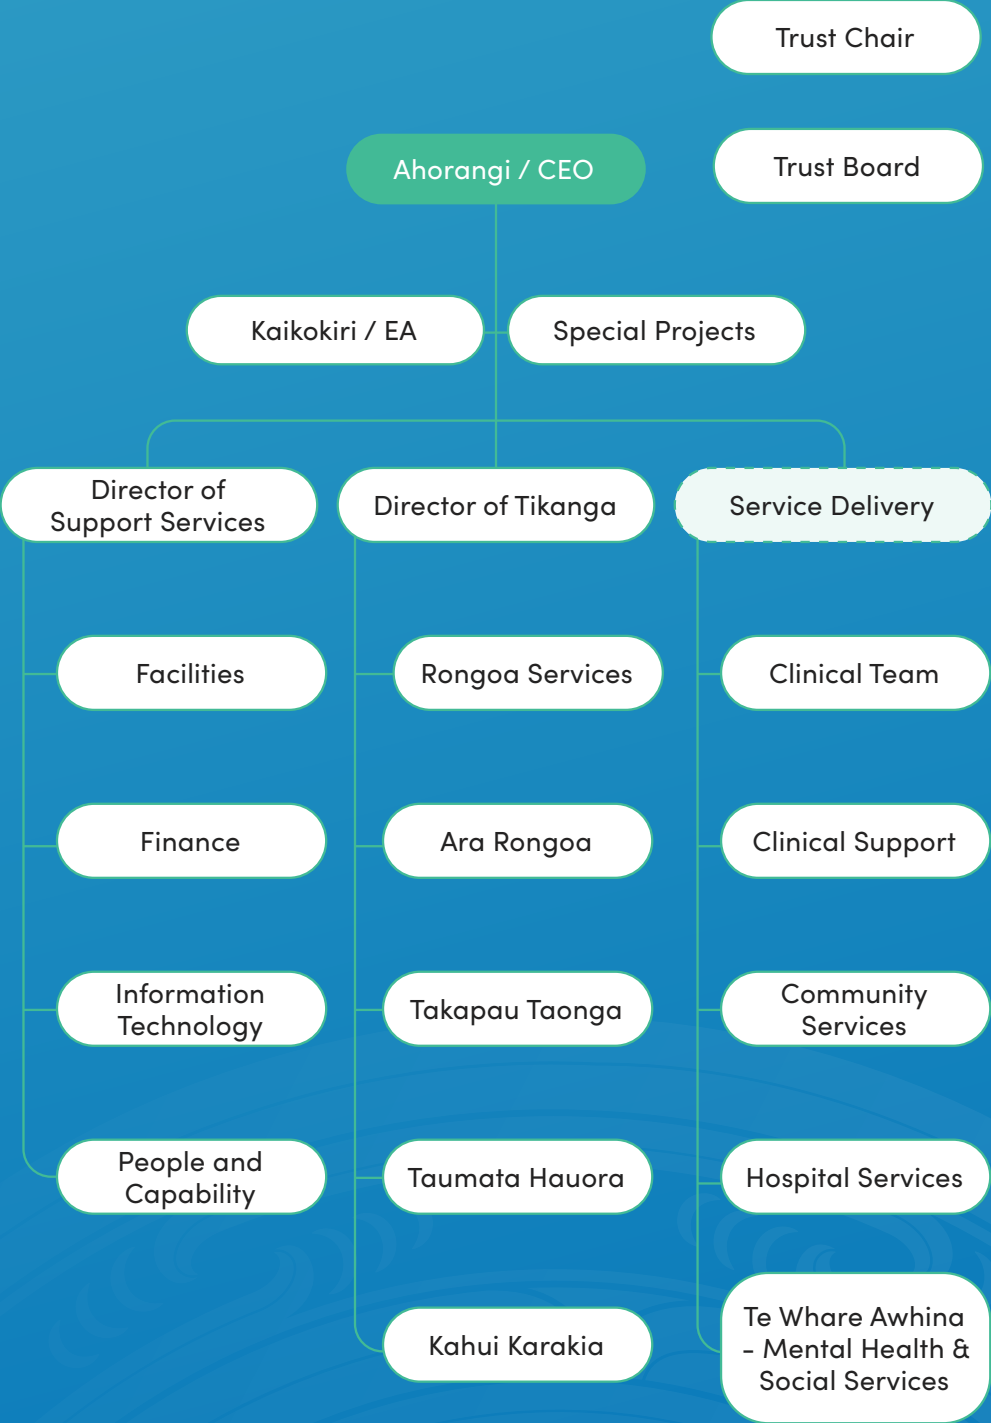 Trust Chair
Trust Board
Ahorangi / CEO
Kaikokiri / EA
Special Projects
Director of
Support Services
Director of Tikanga
Service Delivery
Facilities
Rongoa Services
Clinical Team
Finance
Ara Rongoa
Clinical Support
Information
Technology
Takapau Taonga
Community
Services
People and
Capability
Taumata Hauora
Hospital Services
Kahui Karakia
Te Whare Awhina
- Mental Health &
Social Services